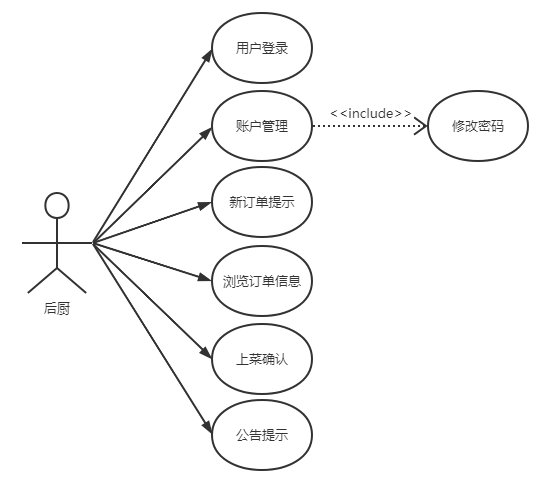 用户登录
<<include>>
账户管理
修改密码
新订单提示
浏览订单信息
后厨
上菜确认
公告提示